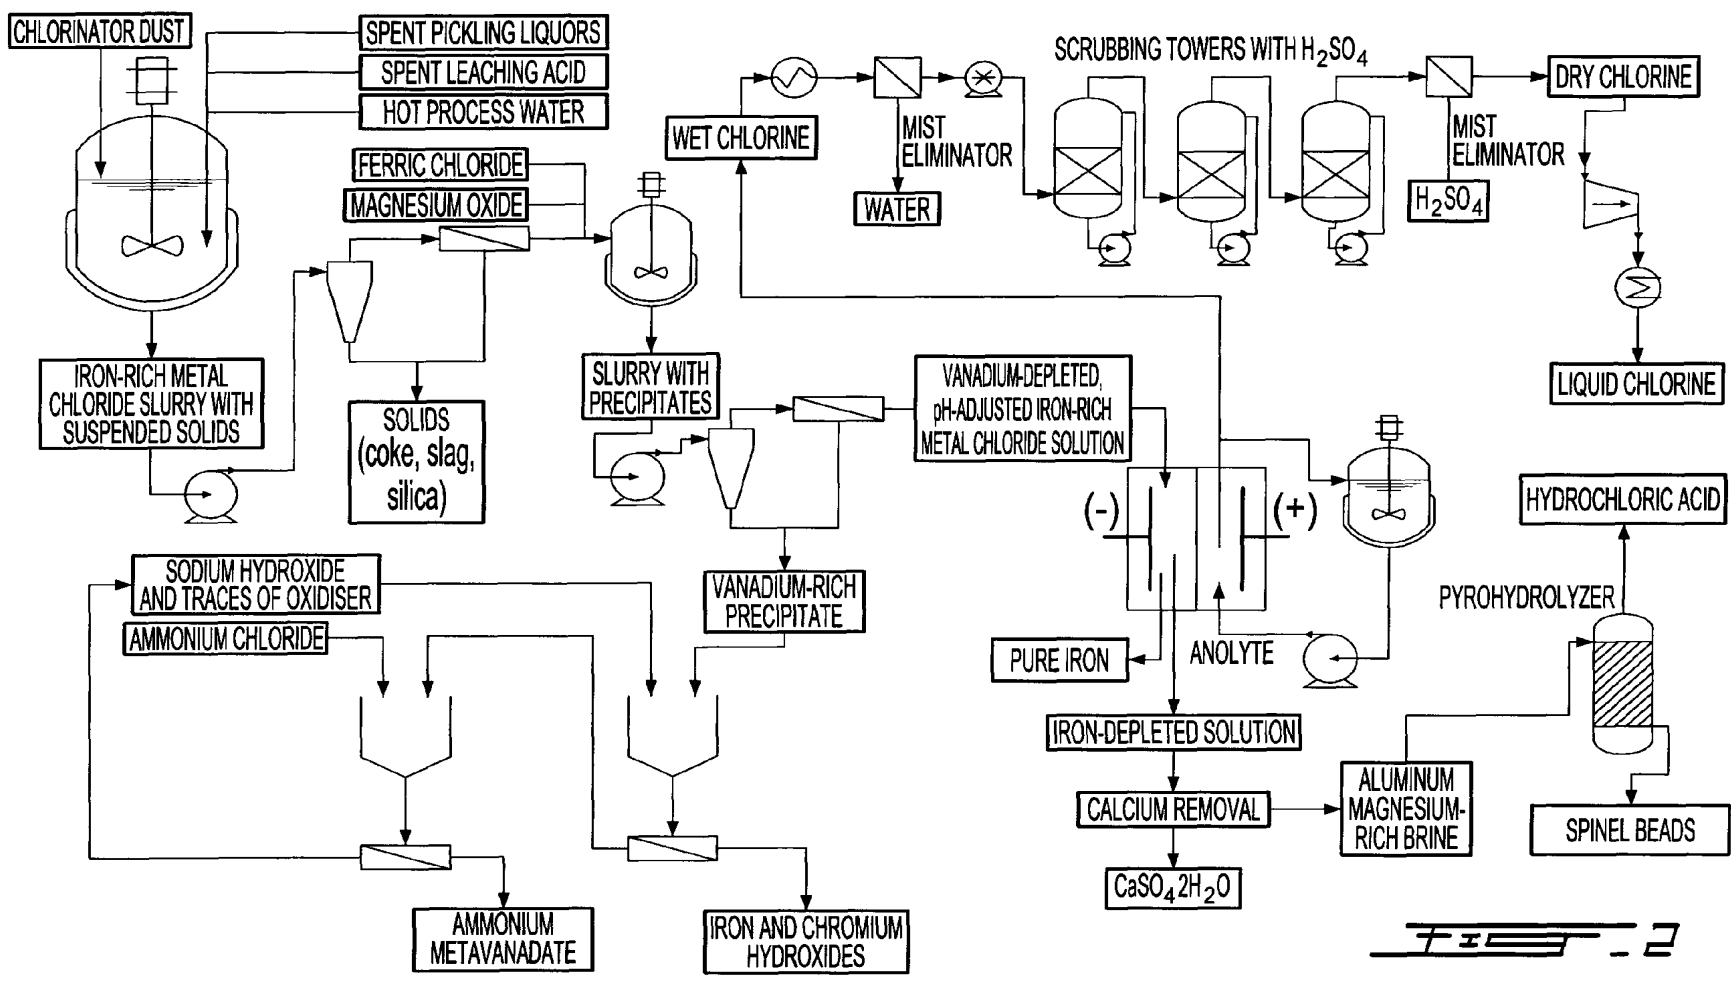 CHLORINATOR DUST
SPENT PICKLING LIQUORS
SPENT LEACHING ACID
HOT PROCESS WATER
FERRIC CHLORIDE
MAGNESIUM OXIDE
IRON-RICH METAL
CHLORIDE SLURRY WITH
SUSPENDED SOLIDS
SOLIDS
(coke, slag,
silica)
SLURRY WITH
PRECIPITATES
WET CHLORINE
MIST
ELIMINATOR
WATER
SCRUBBING TOWERS WITH H₂SO₄
MIST
ELIMINATOR
H₂SO₄
DRY CHLORINE
LIQUID CHLORINE
VANADIUM-DEPLETED,
pH-ADJUSTED IRON-RICH
METAL CHLORIDE SOLUTION
(-)
(+)
ANOLYTE
PURE IRON
IRON-DEPLETED SOLUTION
CALCIUM REMOVAL
CaSO₄2H₂O
ALUMINUM
MAGNESIUM-
RICH BRINE
PYROHYDROLYZER
HYDROCHLORIC ACID
SPINEL BEADS
SODIUM HYDROXIDE
AND TRACES OF OXIDISER
AMMONIUM CHLORIDE
VANADIUM-RICH
PRECIPITATE
AMMONIUM
METAVANADATE
IRON AND CHROMIUM
HYDROXIDES
FIG. 2